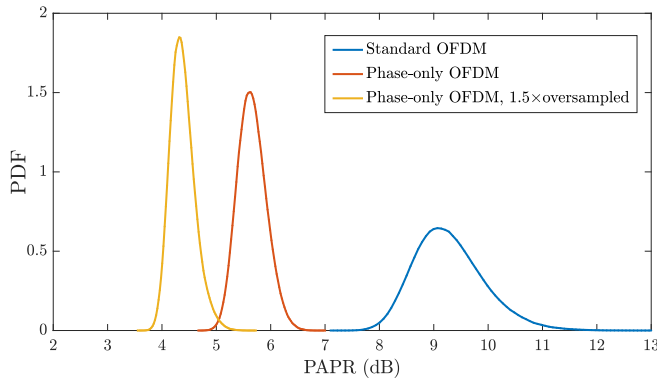 2
1.5
1
0.5
0
PDF
Standard OFDM
Phase-only OFDM
Phase-only OFDM, 1.5×oversampled
2 3 4 5 6 7 8 9 10 11 12 13
PAPR (dB)